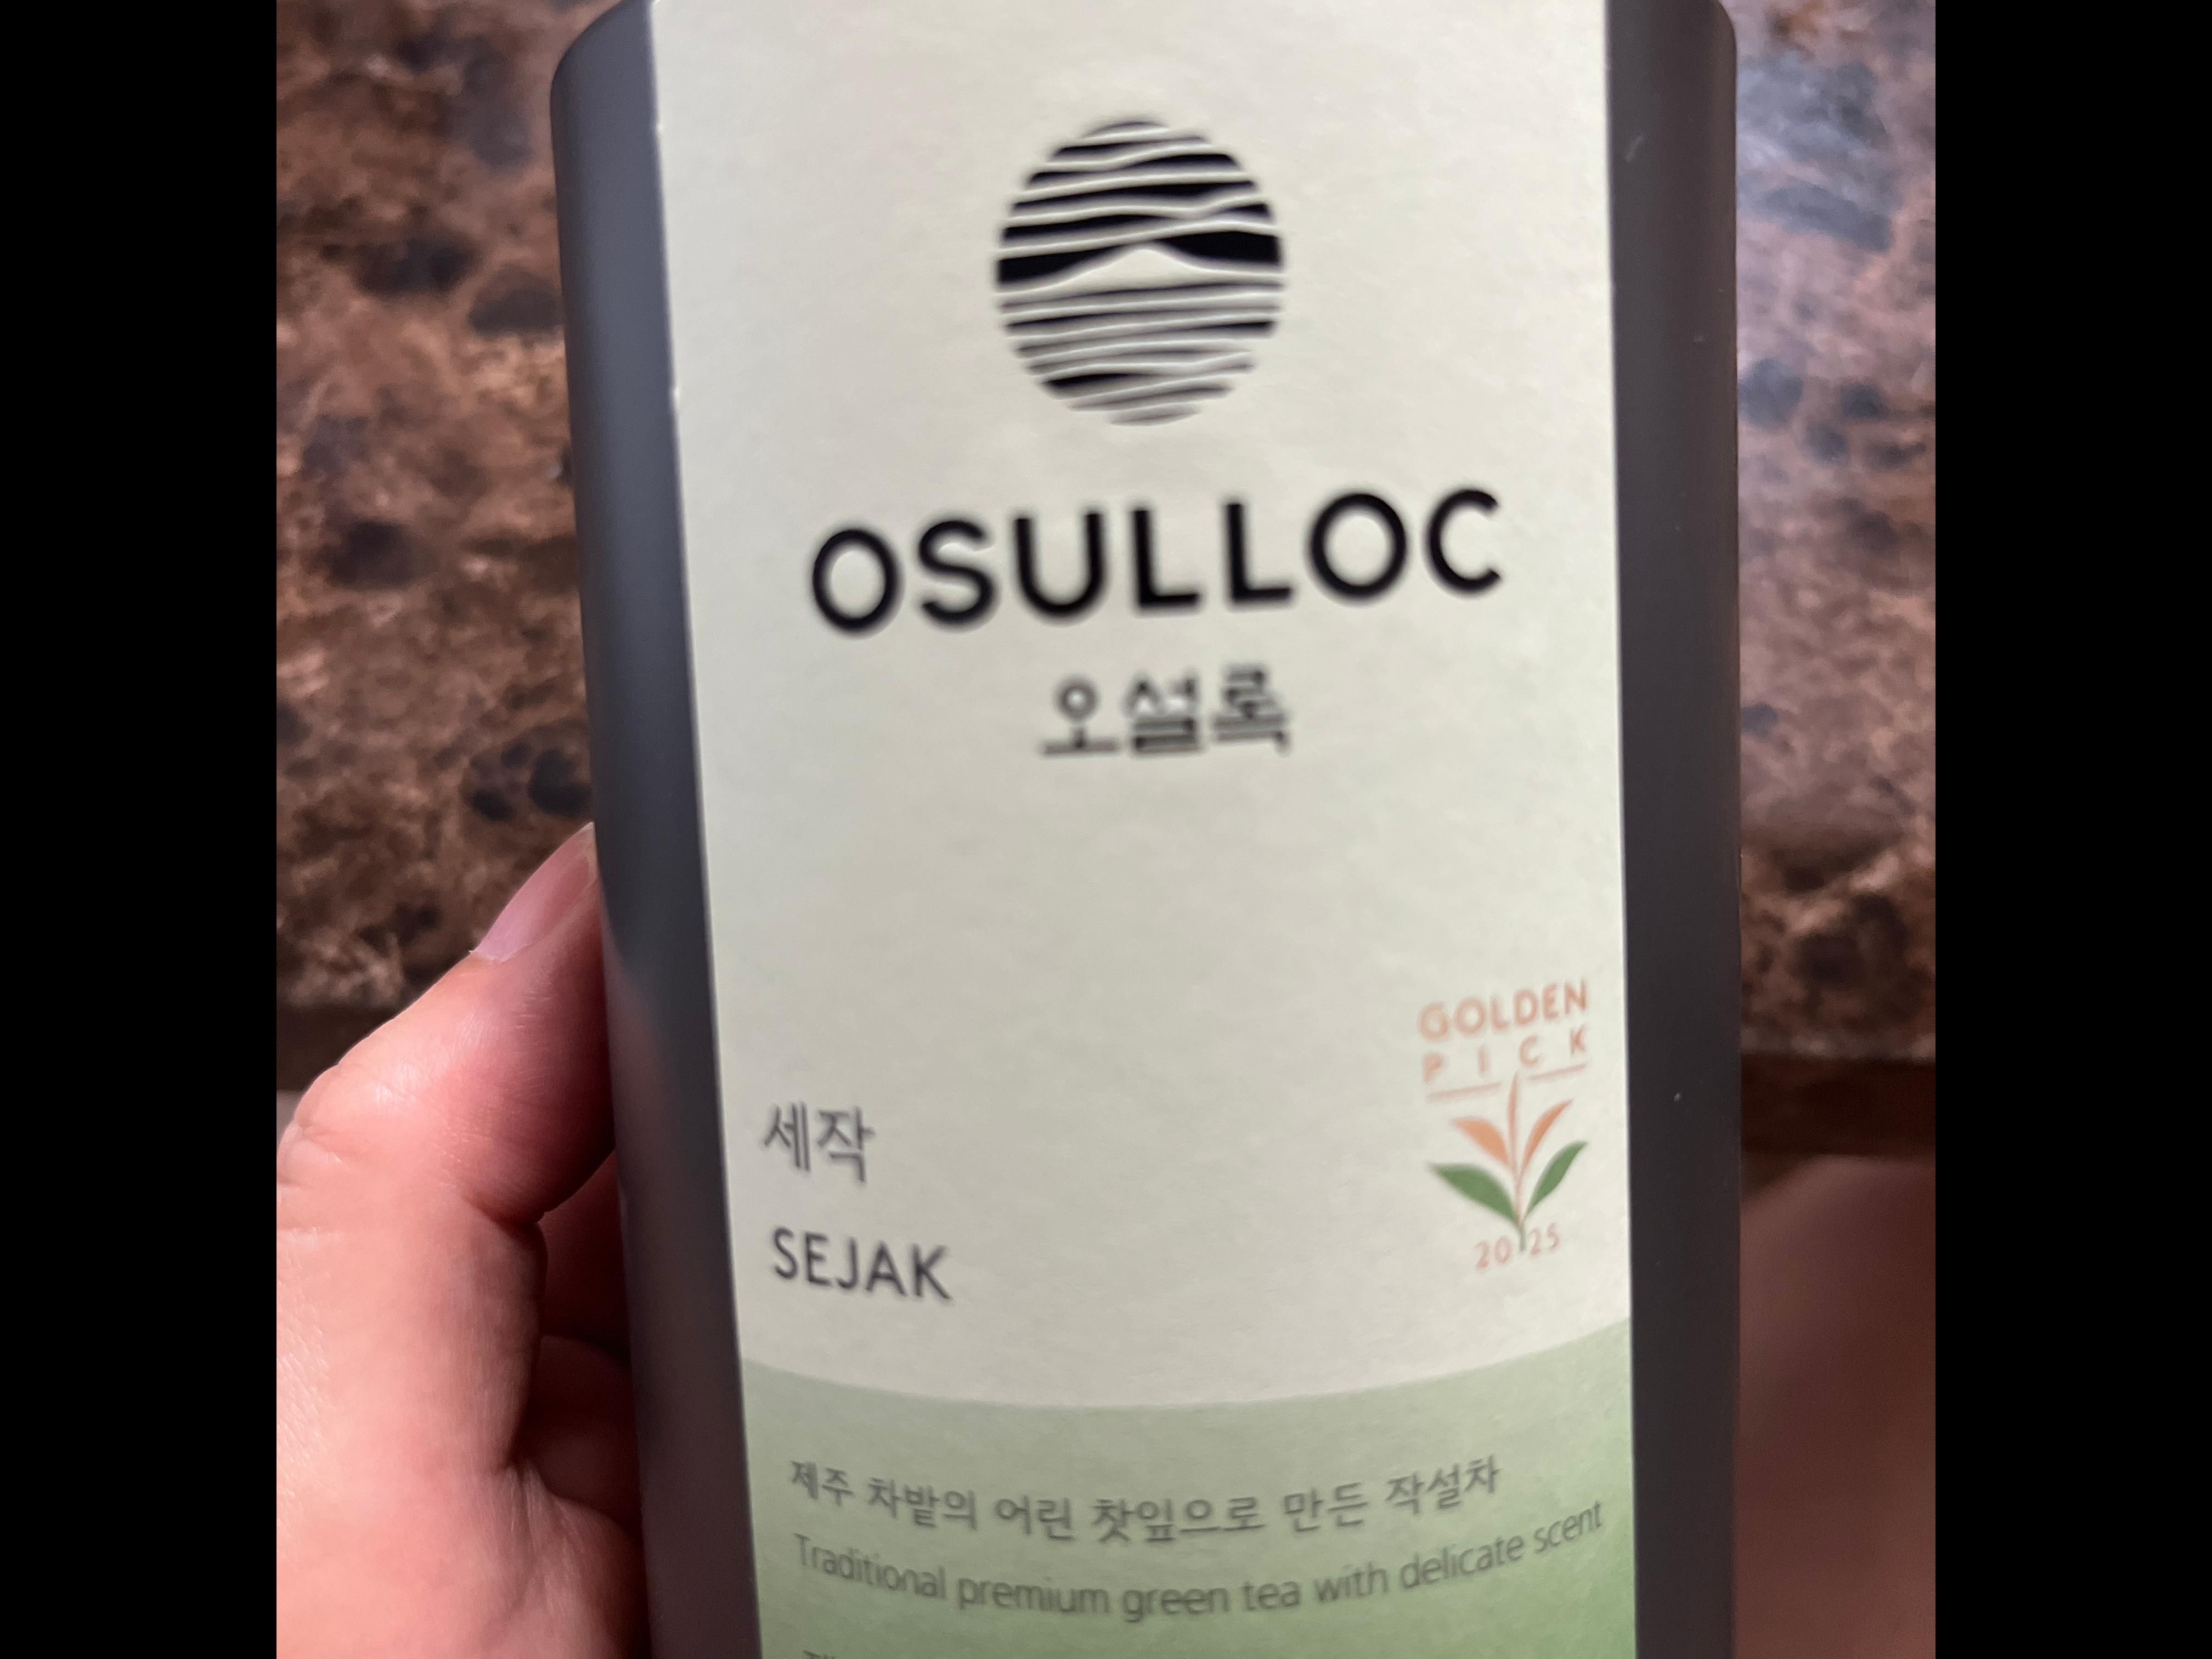 OSULLOC
오설록
GOLDEN
PICK
2025
세작
SEJAK
제주 차밭의 어린 찻잎으로 만든 작설차
Traditional premium green tea with delicate scent